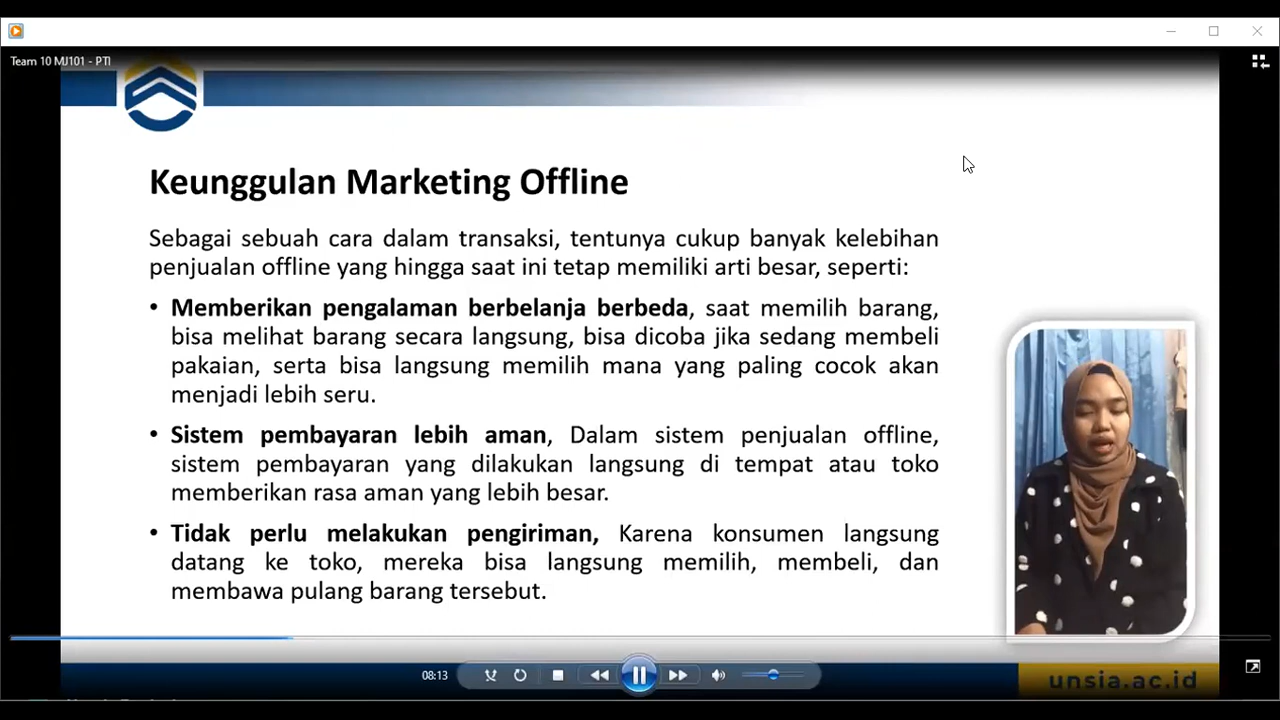 Team 10 MJ101 - PTI
Keunggulan Marketing Offline
Sebagai sebuah cara dalam transaksi, tentunya cukup banyak kelebihan
penjualan offline yang hingga saat ini tetap memiliki arti besar, seperti:
• Memberikan pengalaman berbelanja berbeda, saat memilih barang,
bisa melihat barang secara langsung, bisa dicoba jika sedang membeli
pakaian, serta bisa langsung memilih mana yang paling cocok akan
menjadi lebih seru.
• Sistem pembayaran lebih aman, Dalam sistem penjualan offline,
sistem pembayaran yang dilakukan langsung di tempat atau toko
memberikan rasa aman yang lebih besar.
• Tidak perlu melakukan pengiriman, Karena konsumen langsung
datang ke toko, mereka bisa langsung memilih, membeli, dan
membawa pulang barang tersebut.
08:13
unsia.ac.id